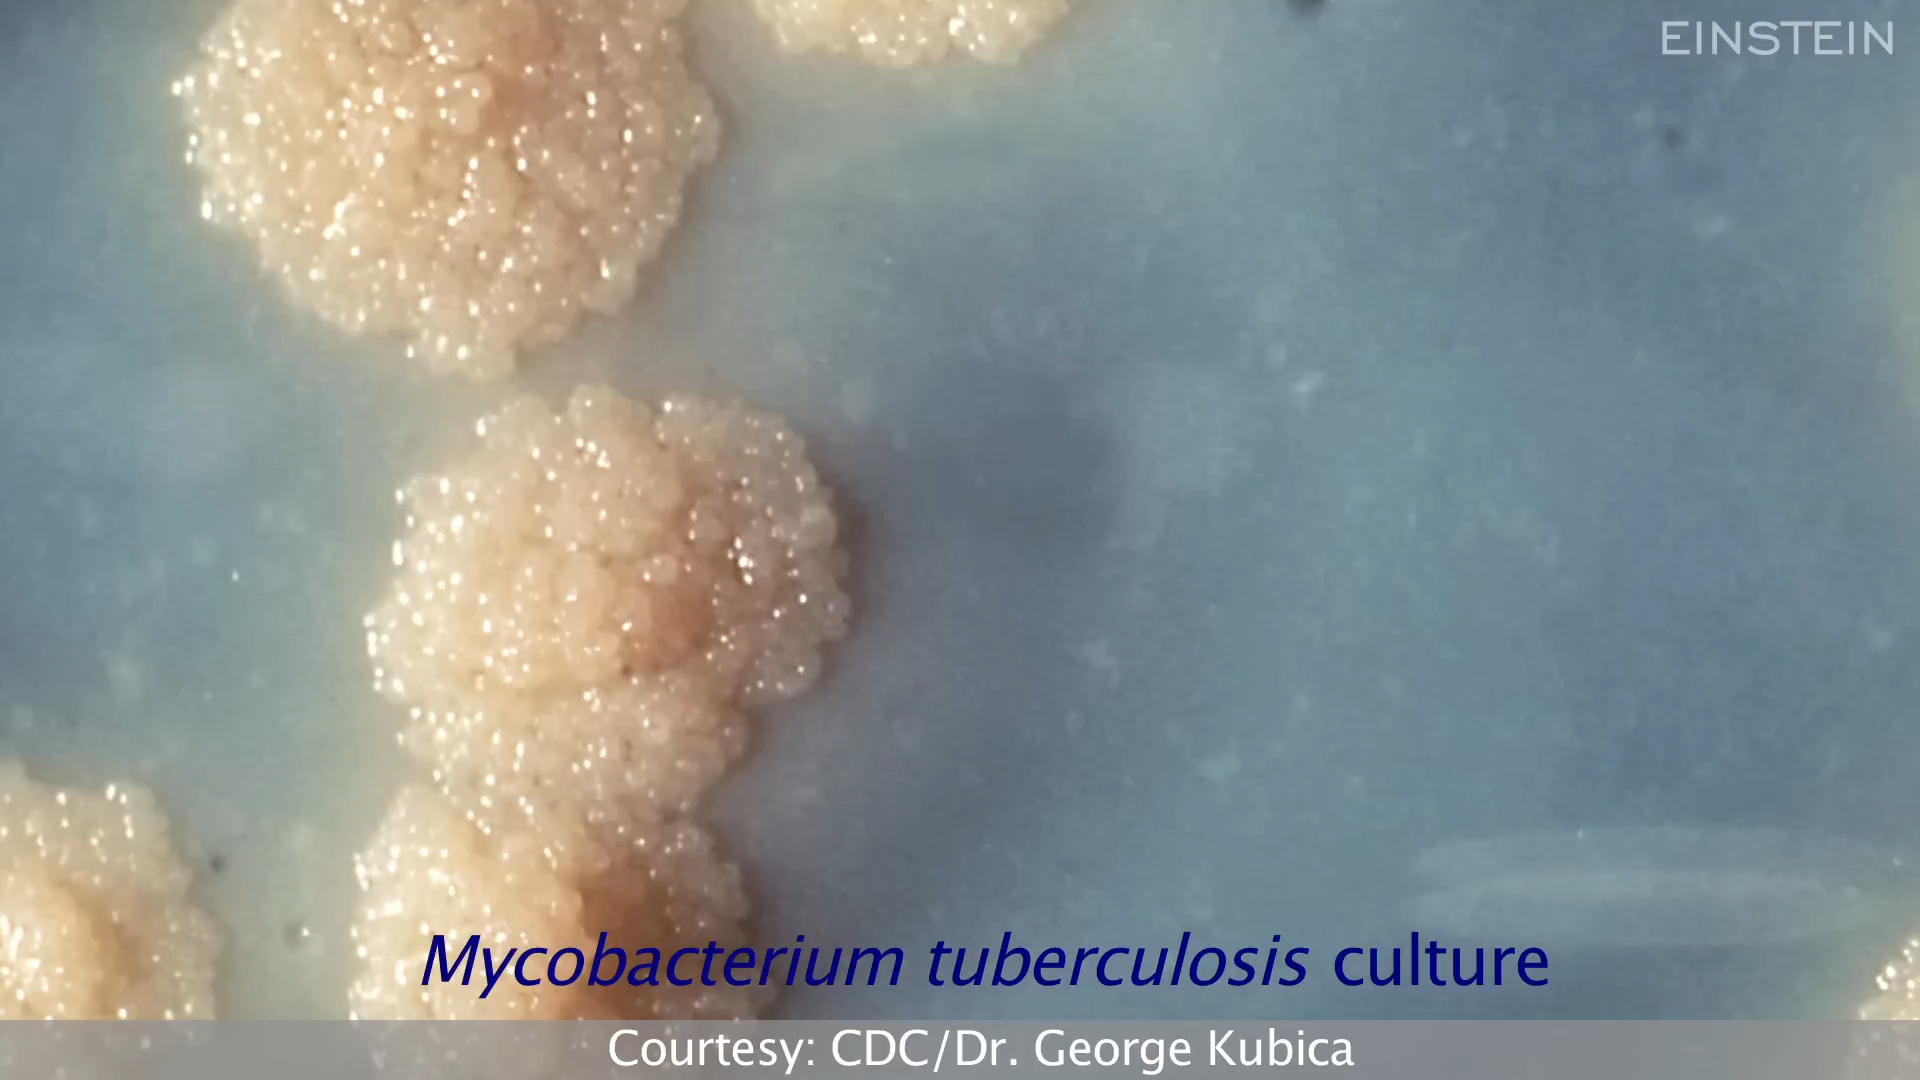 EINSTEIN
Mycobacterium tuberculosis culture
Courtesy: CDC/Dr. George Kubica